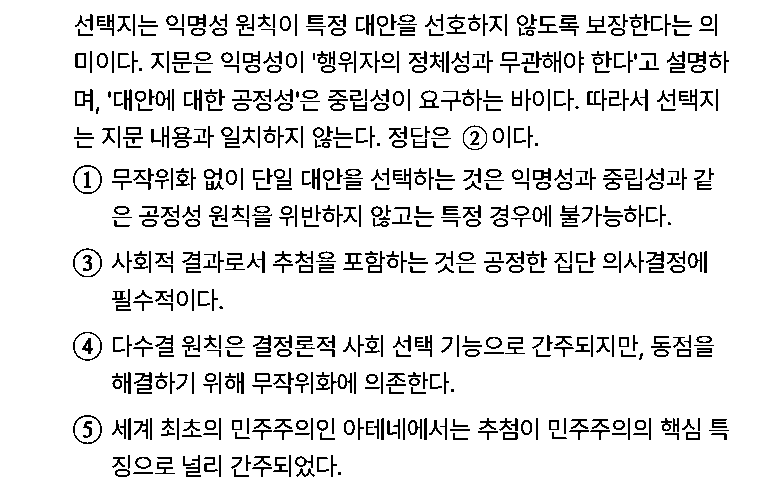 선택지는 익명성 원칙이 특정 대안을 선호하지 않도록 보장한다는 의
미이다. 지문은 익명성이 '행위자의 정체성과 무관해야 한다'고 설명하
며, '대안에 대한 공정성'은 중립성이 요구하는 바이다. 따라서 선택지
는 지문 내용과 일치하지 않는다. 정답은 ②이다.
① 무작위화 없이 단일 대안을 선택하는 것은 익명성과 중립성과 같
은 공정성 원칙을 위반하지 않고는 특정 경우에 불가능하다.
③ 사회적 결과로서 추첨을 포함하는 것은 공정한 집단 의사결정에
필수적이다.
④ 다수결 원칙은 결정론적 사회 선택 기능으로 간주되지만, 동점을
해결하기 위해 무작위화에 의존한다.
⑤ 세계 최초의 민주주의인 아테네에서는 추첨이 민주주의의 핵심 특
징으로 널리 간주되었다.